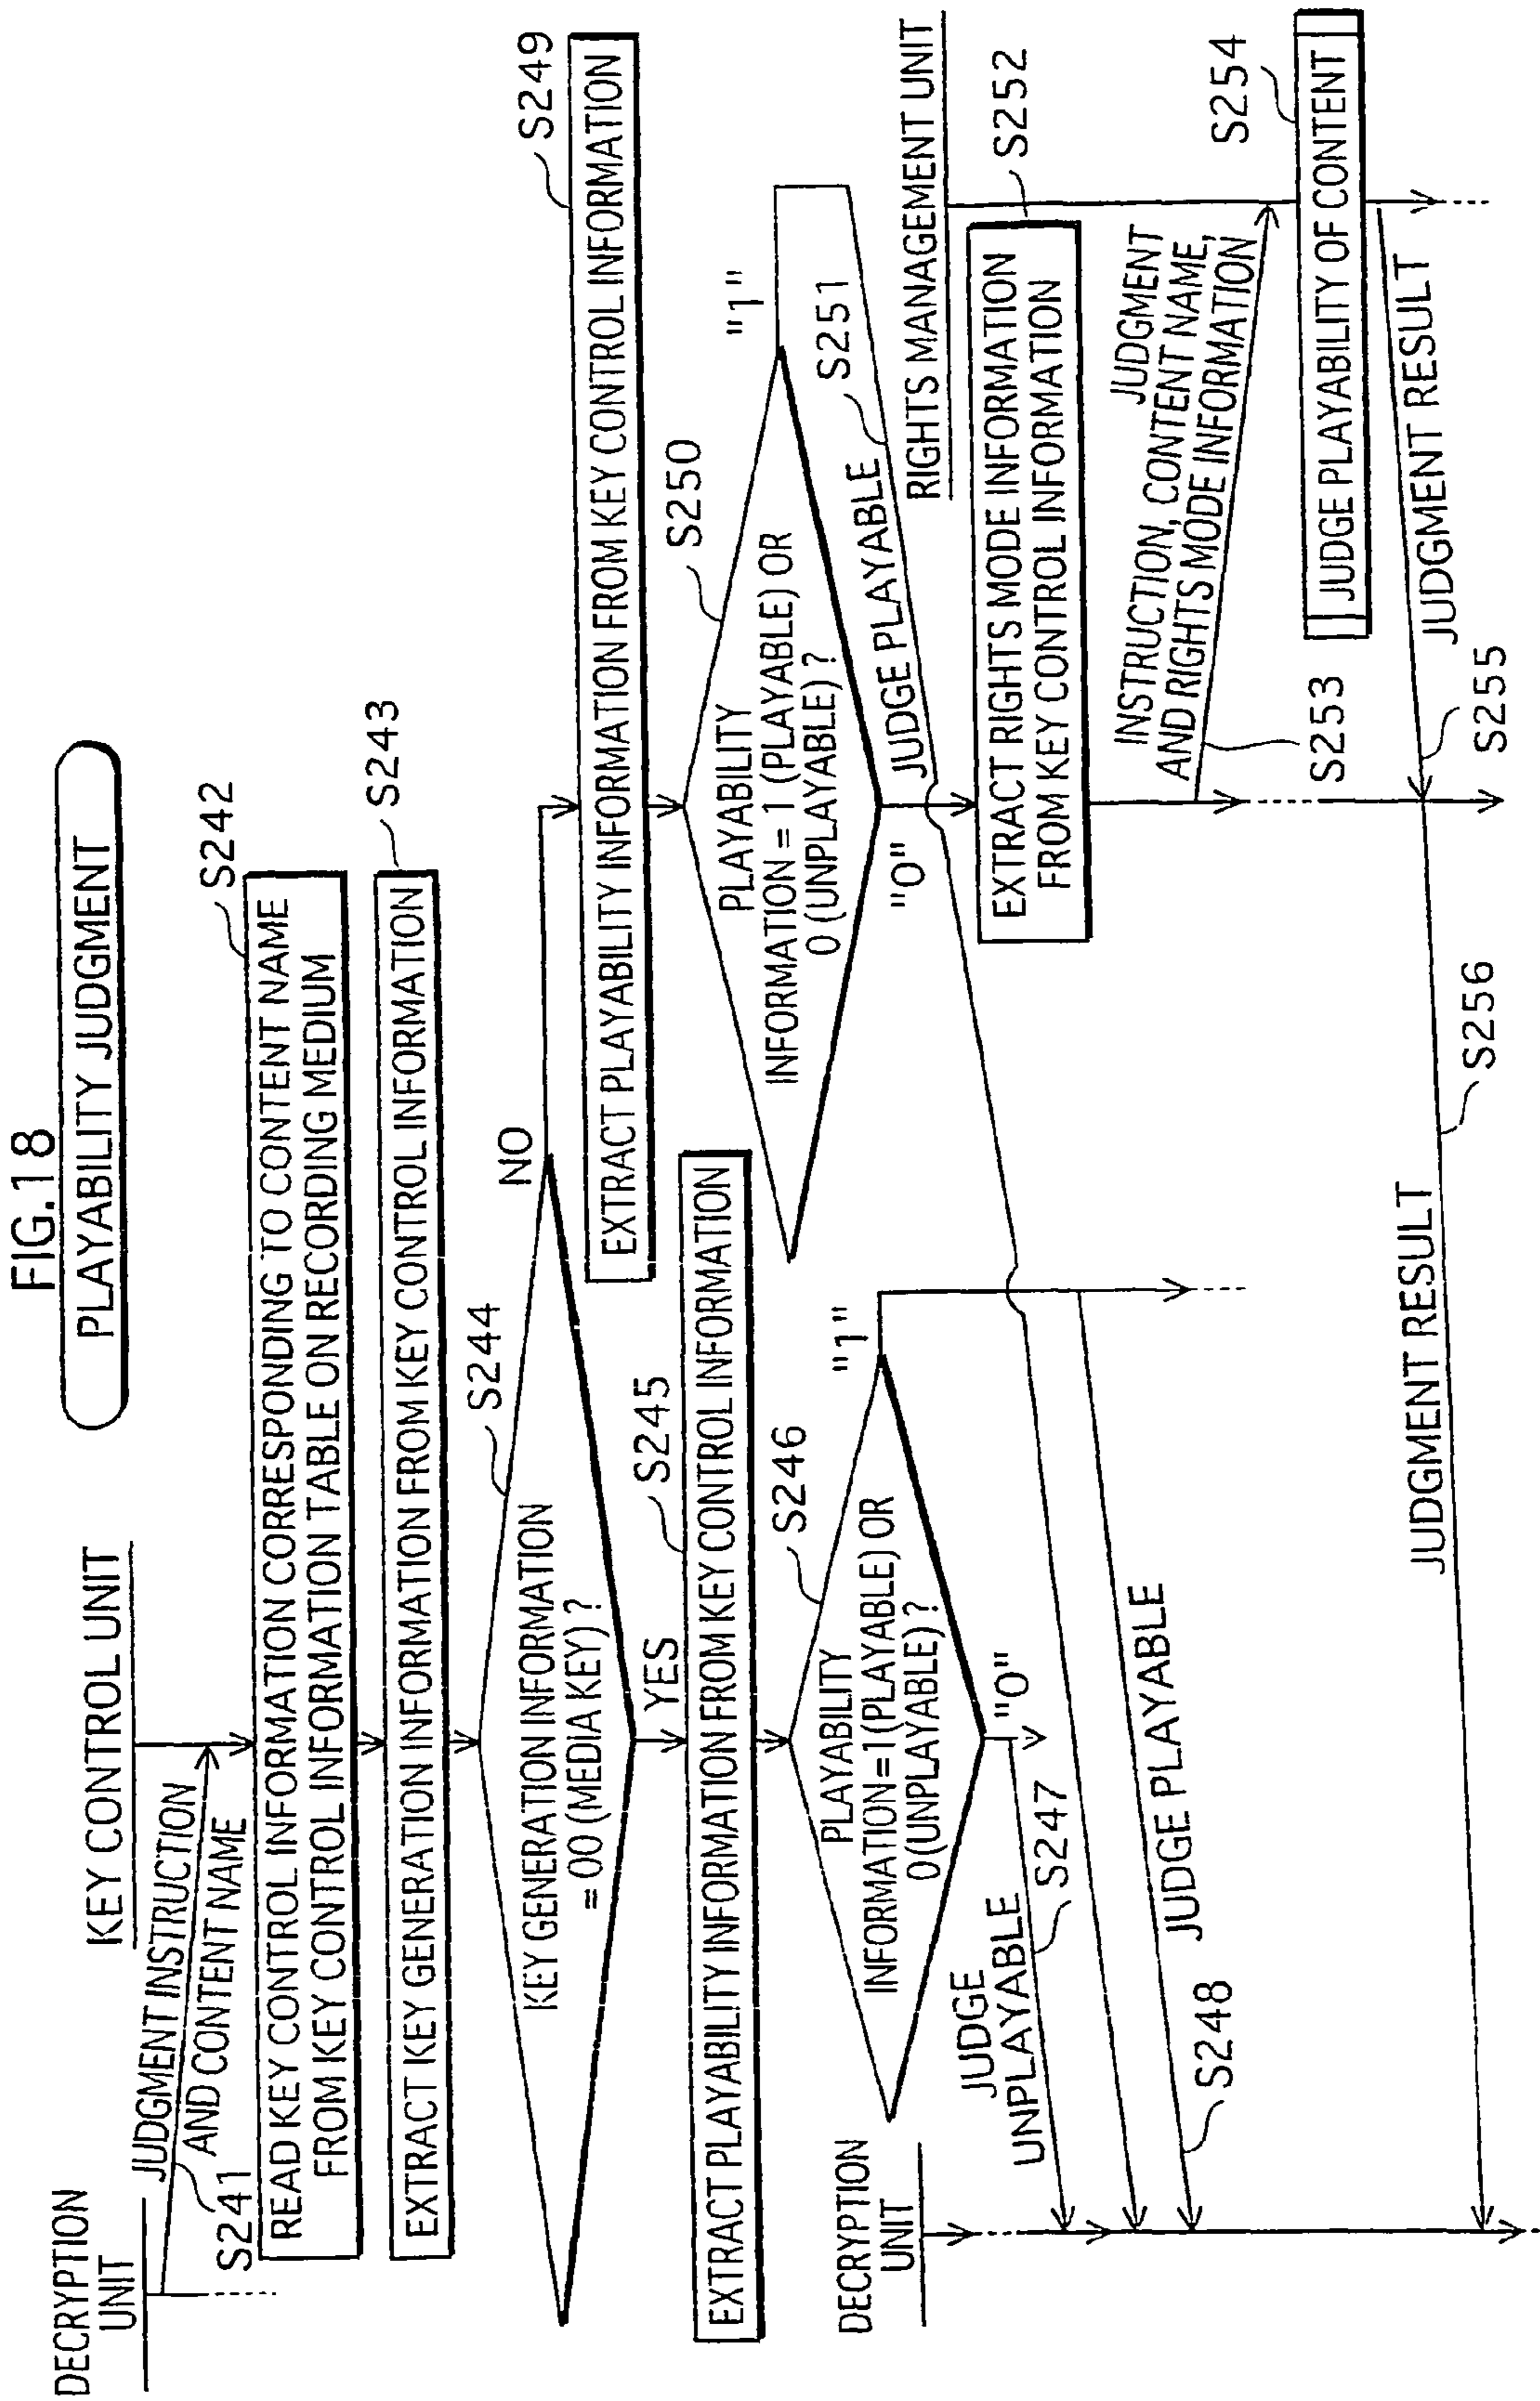 FIG.18
PLAYABILITY JUDGMENT
DECRYPTION
UNIT
KEY CONTROL UNIT
JUDGMENT INSTRUCTION
AND CONTENT NAME
S241
S242
READ KEY CONTROL INFORMATION CORRESPONDING TO CONTENT NAME
FROM KEY CONTROL INFORMATION TABLE ON RECORDING MEDIUM
S243
EXTRACT KEY GENERATION INFORMATION FROM KEY CONTROL INFORMATION
S244
KEY GENERATION INFORMATION
= 00 (MEDIA KEY) ?
NO
YES
S245
EXTRACT PLAYABILITY INFORMATION FROM KEY CONTROL INFORMATION
S246
PLAYABILITY
INFORMATION = 1 (PLAYABLE) OR
0 (UNPLAYABLE) ?
"1"
"0"
DECRYPTION
UNIT
JUDGE
UNPLAYABLE
S247
JUDGE PLAYABLE
S248
S249
EXTRACT PLAYABILITY INFORMATION FROM KEY CONTROL INFORMATION
S250
PLAYABILITY
INFORMATION = 1 (PLAYABLE) OR
0 (UNPLAYABLE) ?
"1"
"0"
JUDGE PLAYABLE
S251
RIGHTS MANAGEMENT UNIT
S252
EXTRACT RIGHTS MODE INFORMATION
FROM KEY CONTROL INFORMATION
JUDGMENT
INSTRUCTION, CONTENT NAME,
AND RIGHTS MODE INFORMATION
S253
S254
JUDGE PLAYABILITY OF CONTENT
JUDGMENT RESULT
S255
JUDGMENT RESULT
S256